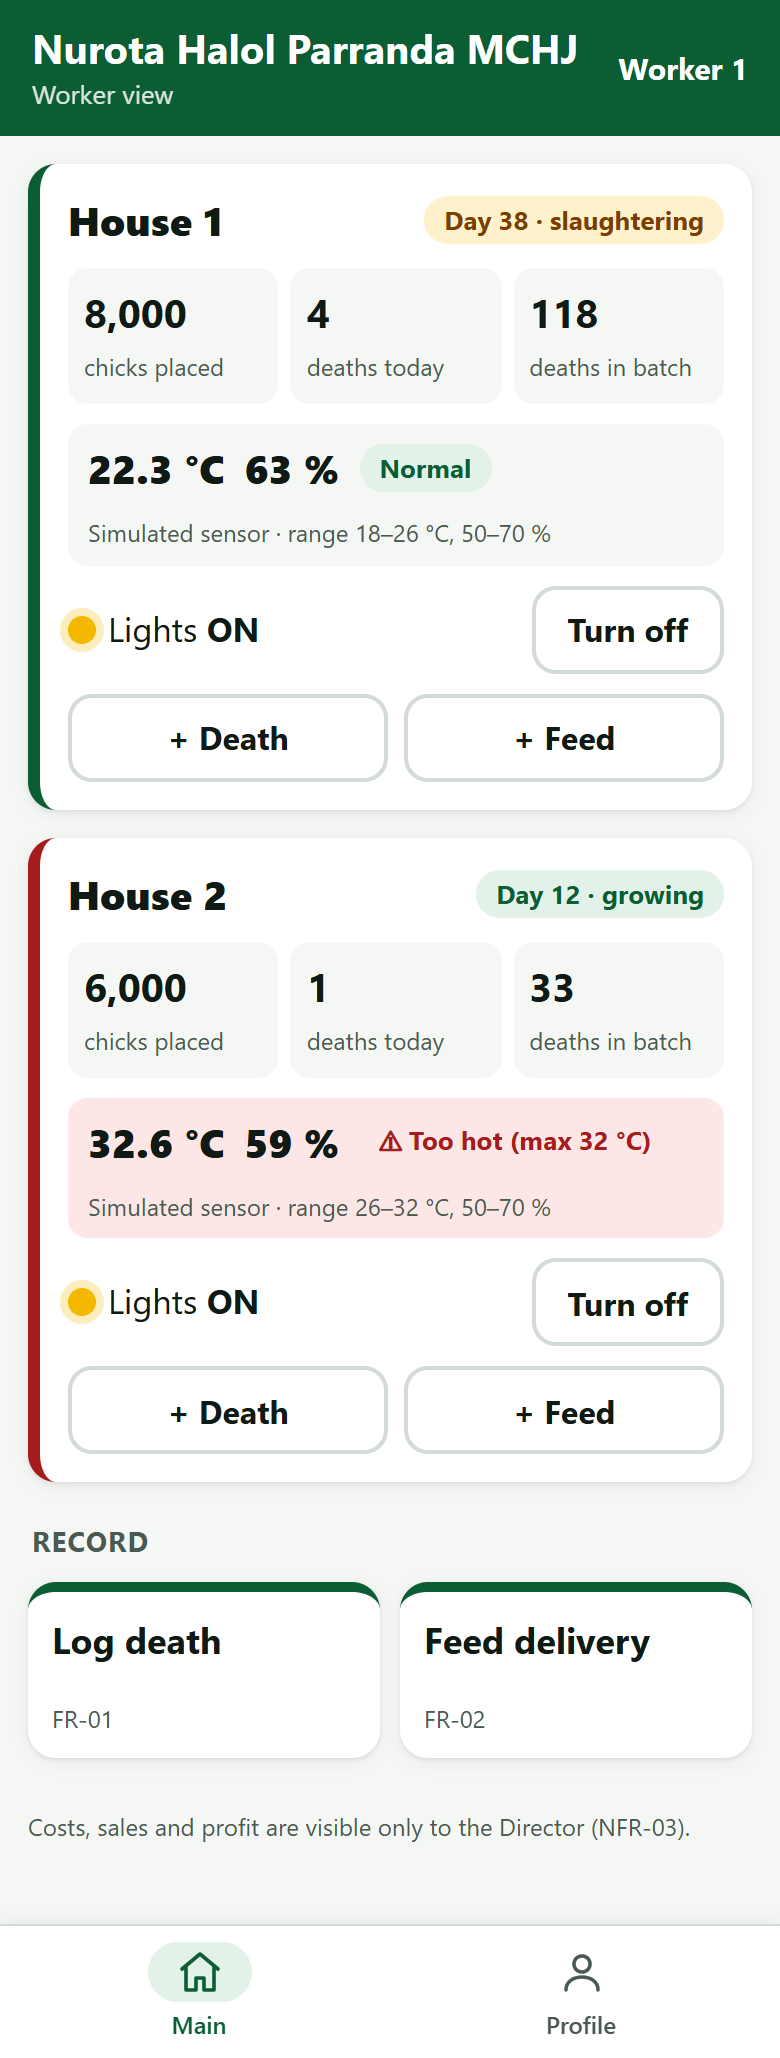 Nurota Halol Parranda MCHJ
Worker view
Worker 1
House 1
Day 38 · slaughtering
8,000
chicks placed
4
deaths today
118
deaths in batch
22.3 °C 63 %
Normal
Simulated sensor · range 18–26 °C, 50–70 %
Lights ON
Turn off
+ Death
+ Feed
House 2
Day 12 · growing
6,000
chicks placed
1
deaths today
33
deaths in batch
32.6 °C 59 %
⚠ Too hot (max 32 °C)
Simulated sensor · range 26–32 °C, 50–70 %
Lights ON
Turn off
+ Death
+ Feed
RECORD
Log death
FR-01
Feed delivery
FR-02
Costs, sales and profit are visible only to the Director (NFR-03).
Main
Profile